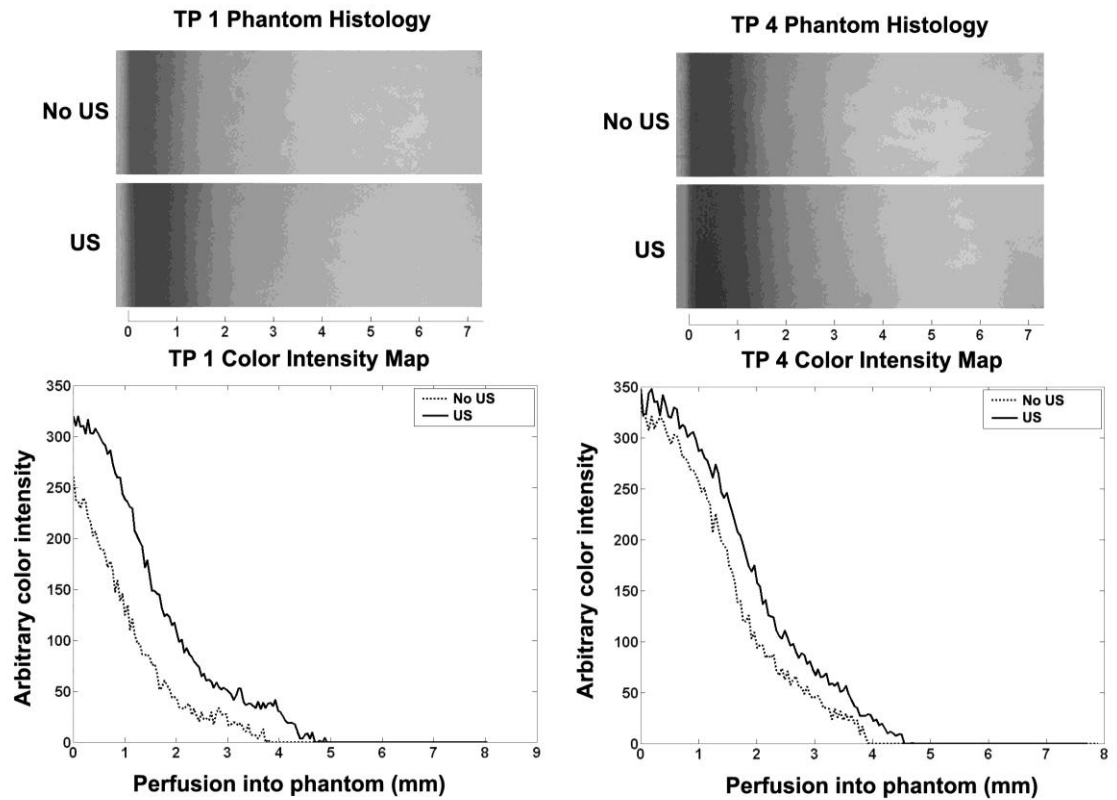 TP 1 Phantom Histology
No US
US
0 1 2 3 4 5 6 7
TP 1 Color Intensity Map
350
300
250
200
150
100
50
0
No US
US
0 1 2 3 4 5 6 7 8 9
Arbitrary color intensity
Perfusion into phantom (mm)
TP 4 Phantom Histology
No US
US
0 1 2 3 4 5 6 7
TP 4 Color Intensity Map
350
300
250
200
150
100
50
0
No US
US
0 1 2 3 4 5 6 7 8
Arbitrary color intensity
Perfusion into phantom (mm)